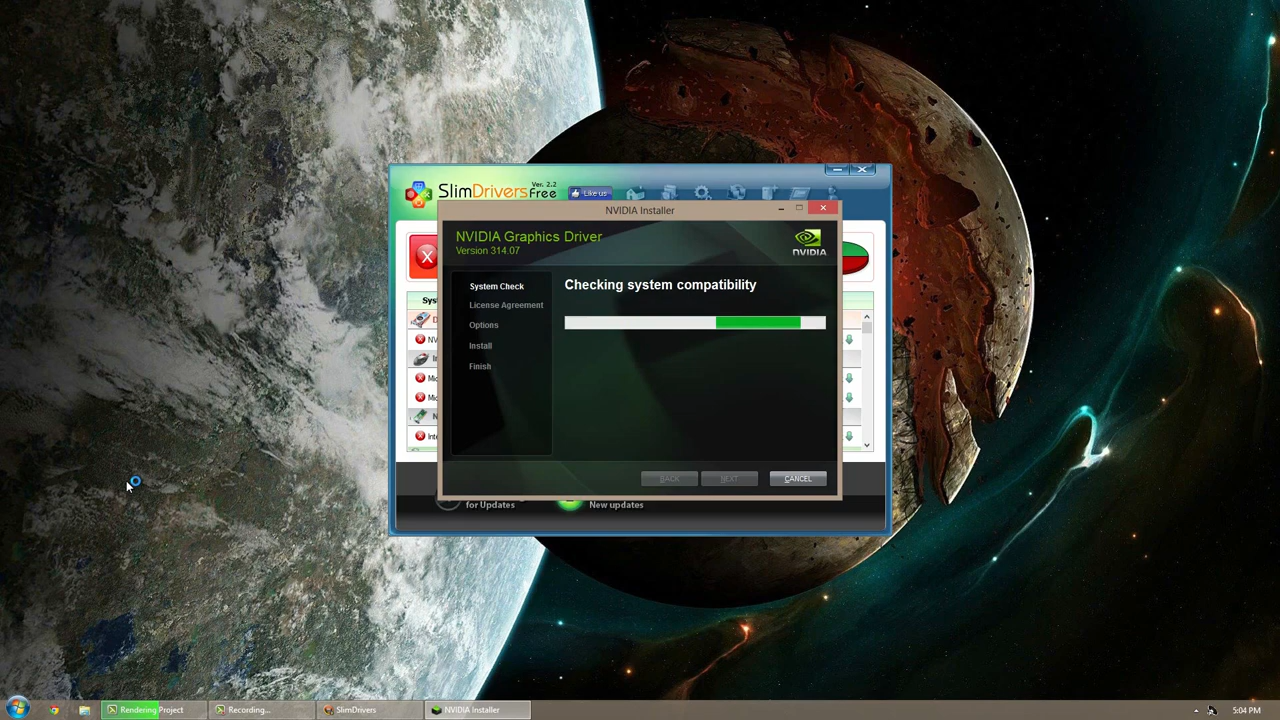 SlimDrivers Free Ver. 2.2
Like us
NVIDIA Installer
NVIDIA Graphics Driver
Version 314.07
NVIDIA
System Check
License Agreement
Options
Install
Finish
Checking system compatibility
BACK
NEXT
CANCEL
for Updates
New updates
Rendering Project
Recording...
SlimDrivers
NVIDIA Installer
5:04 PM